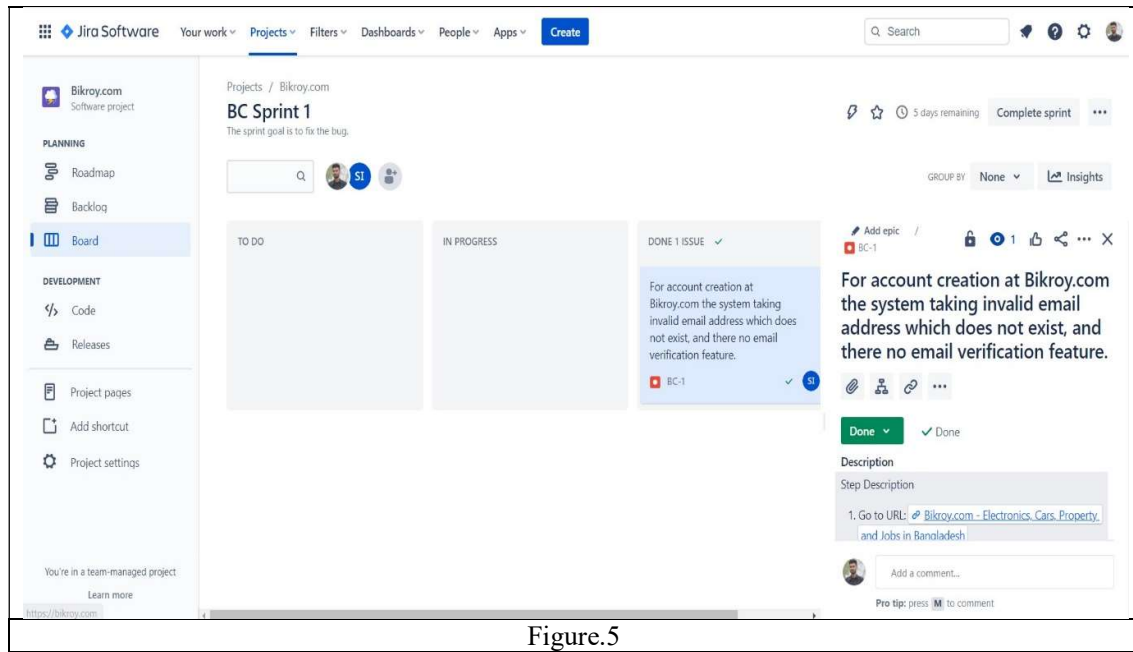 Jira Software Your work Projects Filters Dashboards People Apps Create Search
Bikroy.com
Software project
PLANNING
Roadmap
Backlog
Board
DEVELOPMENT
Code
Releases
Project pages
Add shortcut
Project settings
You're in a team-managed project
Learn more
https://bikroy.com
Projects / Bikroy.com
BC Sprint 1
The sprint goal is to fix the bug.
5 days remaining Complete sprint
SI
GROUP BY None Insights
TO DO
IN PROGRESS
DONE 1 ISSUE
For account creation at
Bikroy.com the system taking
invalid email address which does
not exist, and there no email
verification feature.
BC-1 SI
Add epic /
BC-1
1
For account creation at Bikroy.com
the system taking invalid email
address which does not exist, and
there no email verification feature.
Done Done
Description
Step Description
1. Go to URL: Bikroy.com - Electronics, Cars, Property,
and Jobs in Bangladesh
Add a comment...
Pro tip: press M to comment
Figure.5